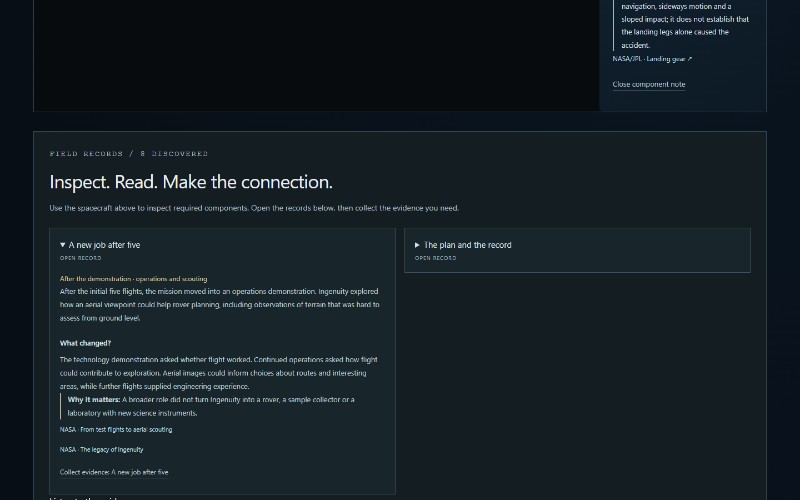 navigation, sideways motion and a
sloped impact; it does not establish that
the landing legs alone caused the
accident.
NASA/JPL · Landing gear ↗
Close component note
FIELD RECORDS / 8 DISCOVERED
Inspect. Read. Make the connection.
Use the spacecraft above to inspect required components. Open the records below, then collect the evidence you need.
▼ A new job after five
OPEN RECORD
After the demonstration · operations and scouting
After the initial five flights, the mission moved into an operations demonstration. Ingenuity explored
how an aerial viewpoint could help rover planning, including observations of terrain that was hard to
assess from ground level.
What changed?
The technology demonstration asked whether flight worked. Continued operations asked how flight
could contribute to exploration. Aerial images could inform choices about routes and interesting
areas, while further flights supplied engineering experience.
Why it matters: A broader role did not turn Ingenuity into a rover, a sample collector or a
laboratory with new science instruments.
NASA · From test flights to aerial scouting
NASA · The legacy of Ingenuity
Collect evidence: A new job after five
▶ The plan and the record
OPEN RECORD